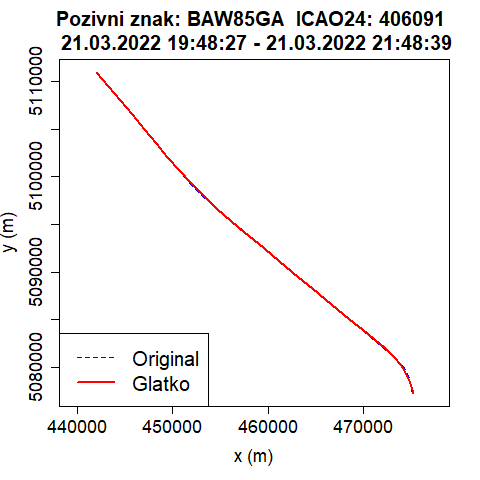 Pozivni znak: BAW85GA  ICAO24: 406091
21.03.2022 19:48:27 - 21.03.2022 21:48:39
5110000
5100000
5090000
5080000
y (m)
Original
Glatko
440000 450000 460000 470000
x (m)